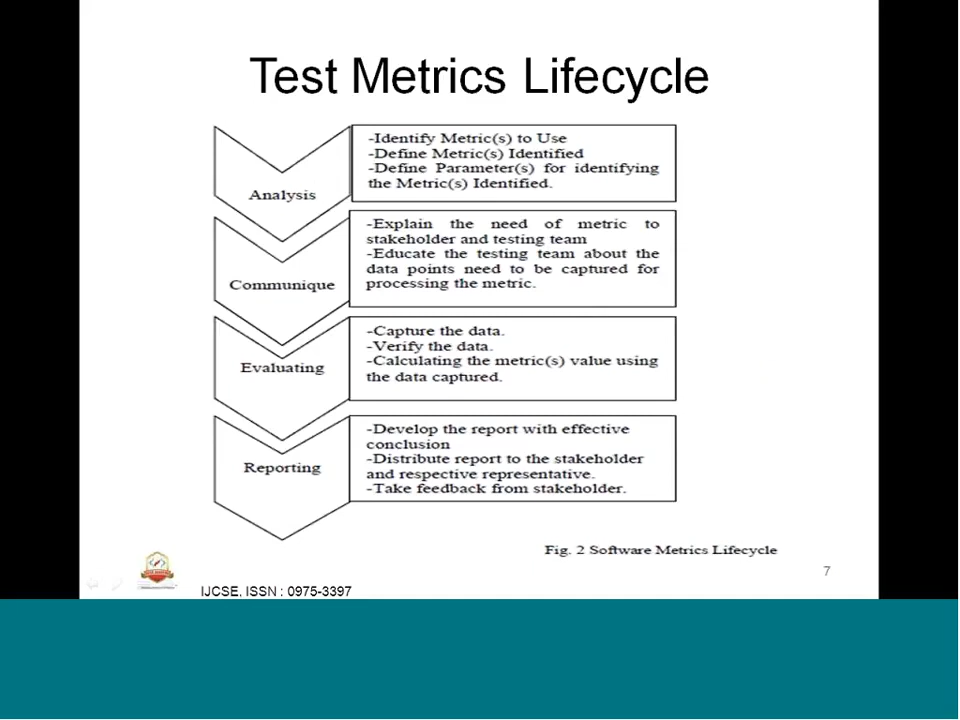 Test Metrics Lifecycle
Analysis
-Identify Metric(s) to Use
-Define Metric(s) Identified
-Define Parameter(s) for identifying
the Metric(s) Identified.
Communique
-Explain the need of metric to
stakeholder and testing team
-Educate the testing team about the
data points need to be captured for
processing the metric.
Evaluating
-Capture the data.
-Verify the data.
-Calculating the metric(s) value using
the data captured.
Reporting
-Develop the report with effective
conclusion
-Distribute report to the stakeholder
and respective representative.
-Take feedback from stakeholder.
Fig. 2 Software Metrics Lifecycle
7
IJCSE, ISSN : 0975-3397